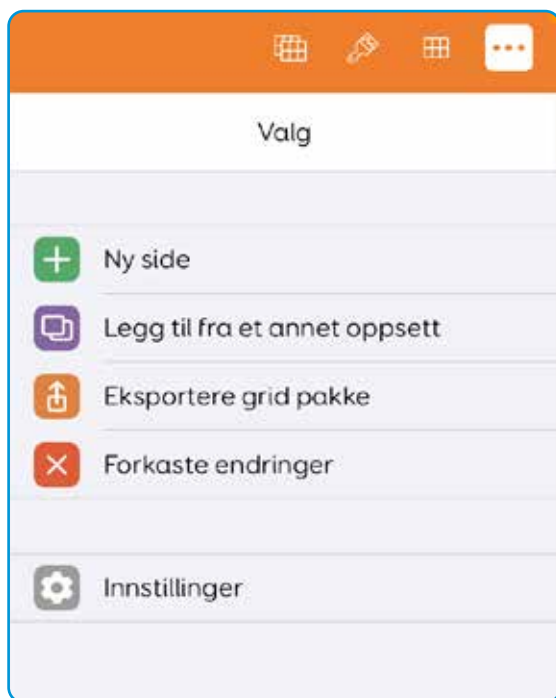 Valg
Ny side
Legg til fra et annet oppsett
Eksportere grid pakke
Forkaste endringer
Innstillinger